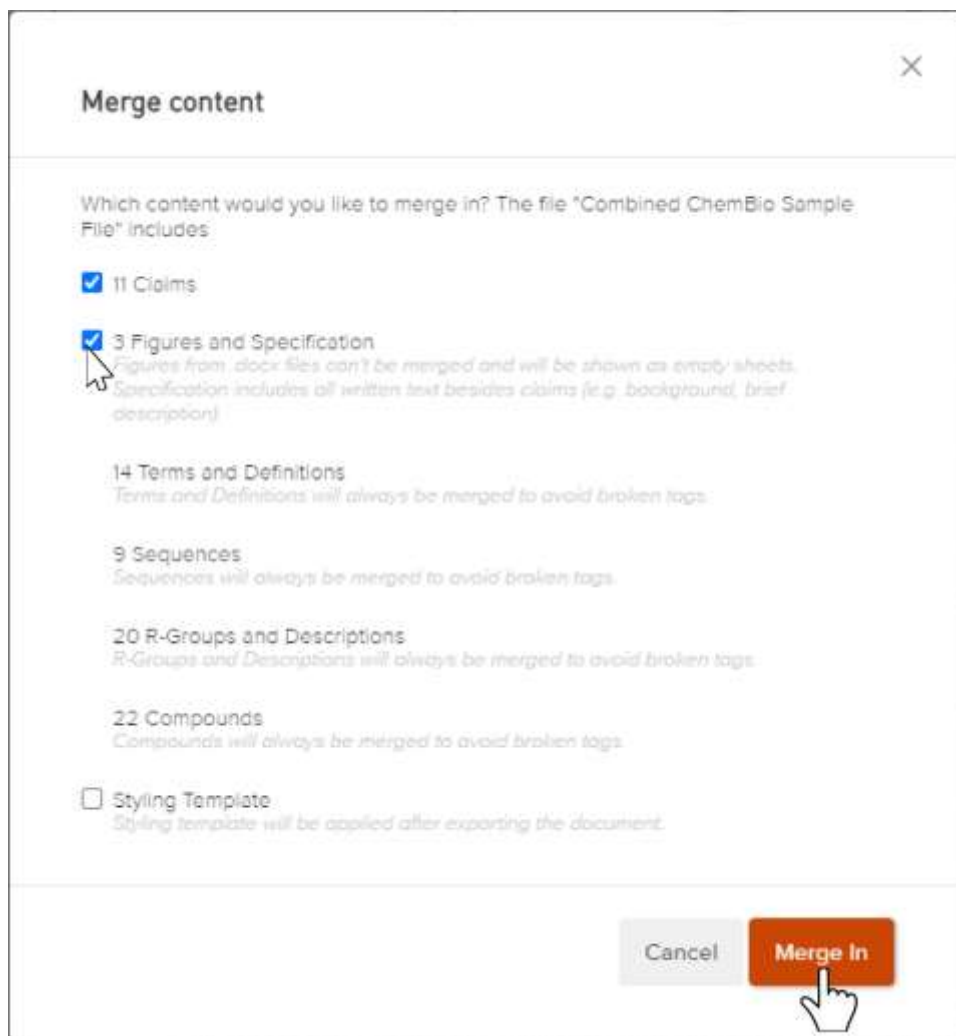 Merge content
Which content would you like to merge in? The file "Combined ChemBio Sample
File" includes
11 Claims
3 Figures and Specification
Figures from .docx files can't be merged and will be shown as empty sheets.
Specification includes all written text besides claims (e.g. background, brief
description)
14 Terms and Definitions
Terms and Definitions will always be merged to avoid broken tags.
9 Sequences
Sequences will always be merged to avoid broken tags.
20 R-Groups and Descriptions
R-Groups and Descriptions will always be merged to avoid broken tags.
22 Compounds
Compounds will always be merged to avoid broken tags.
Styling Template
Styling template will be applied after exporting the document.
Cancel
Merge In